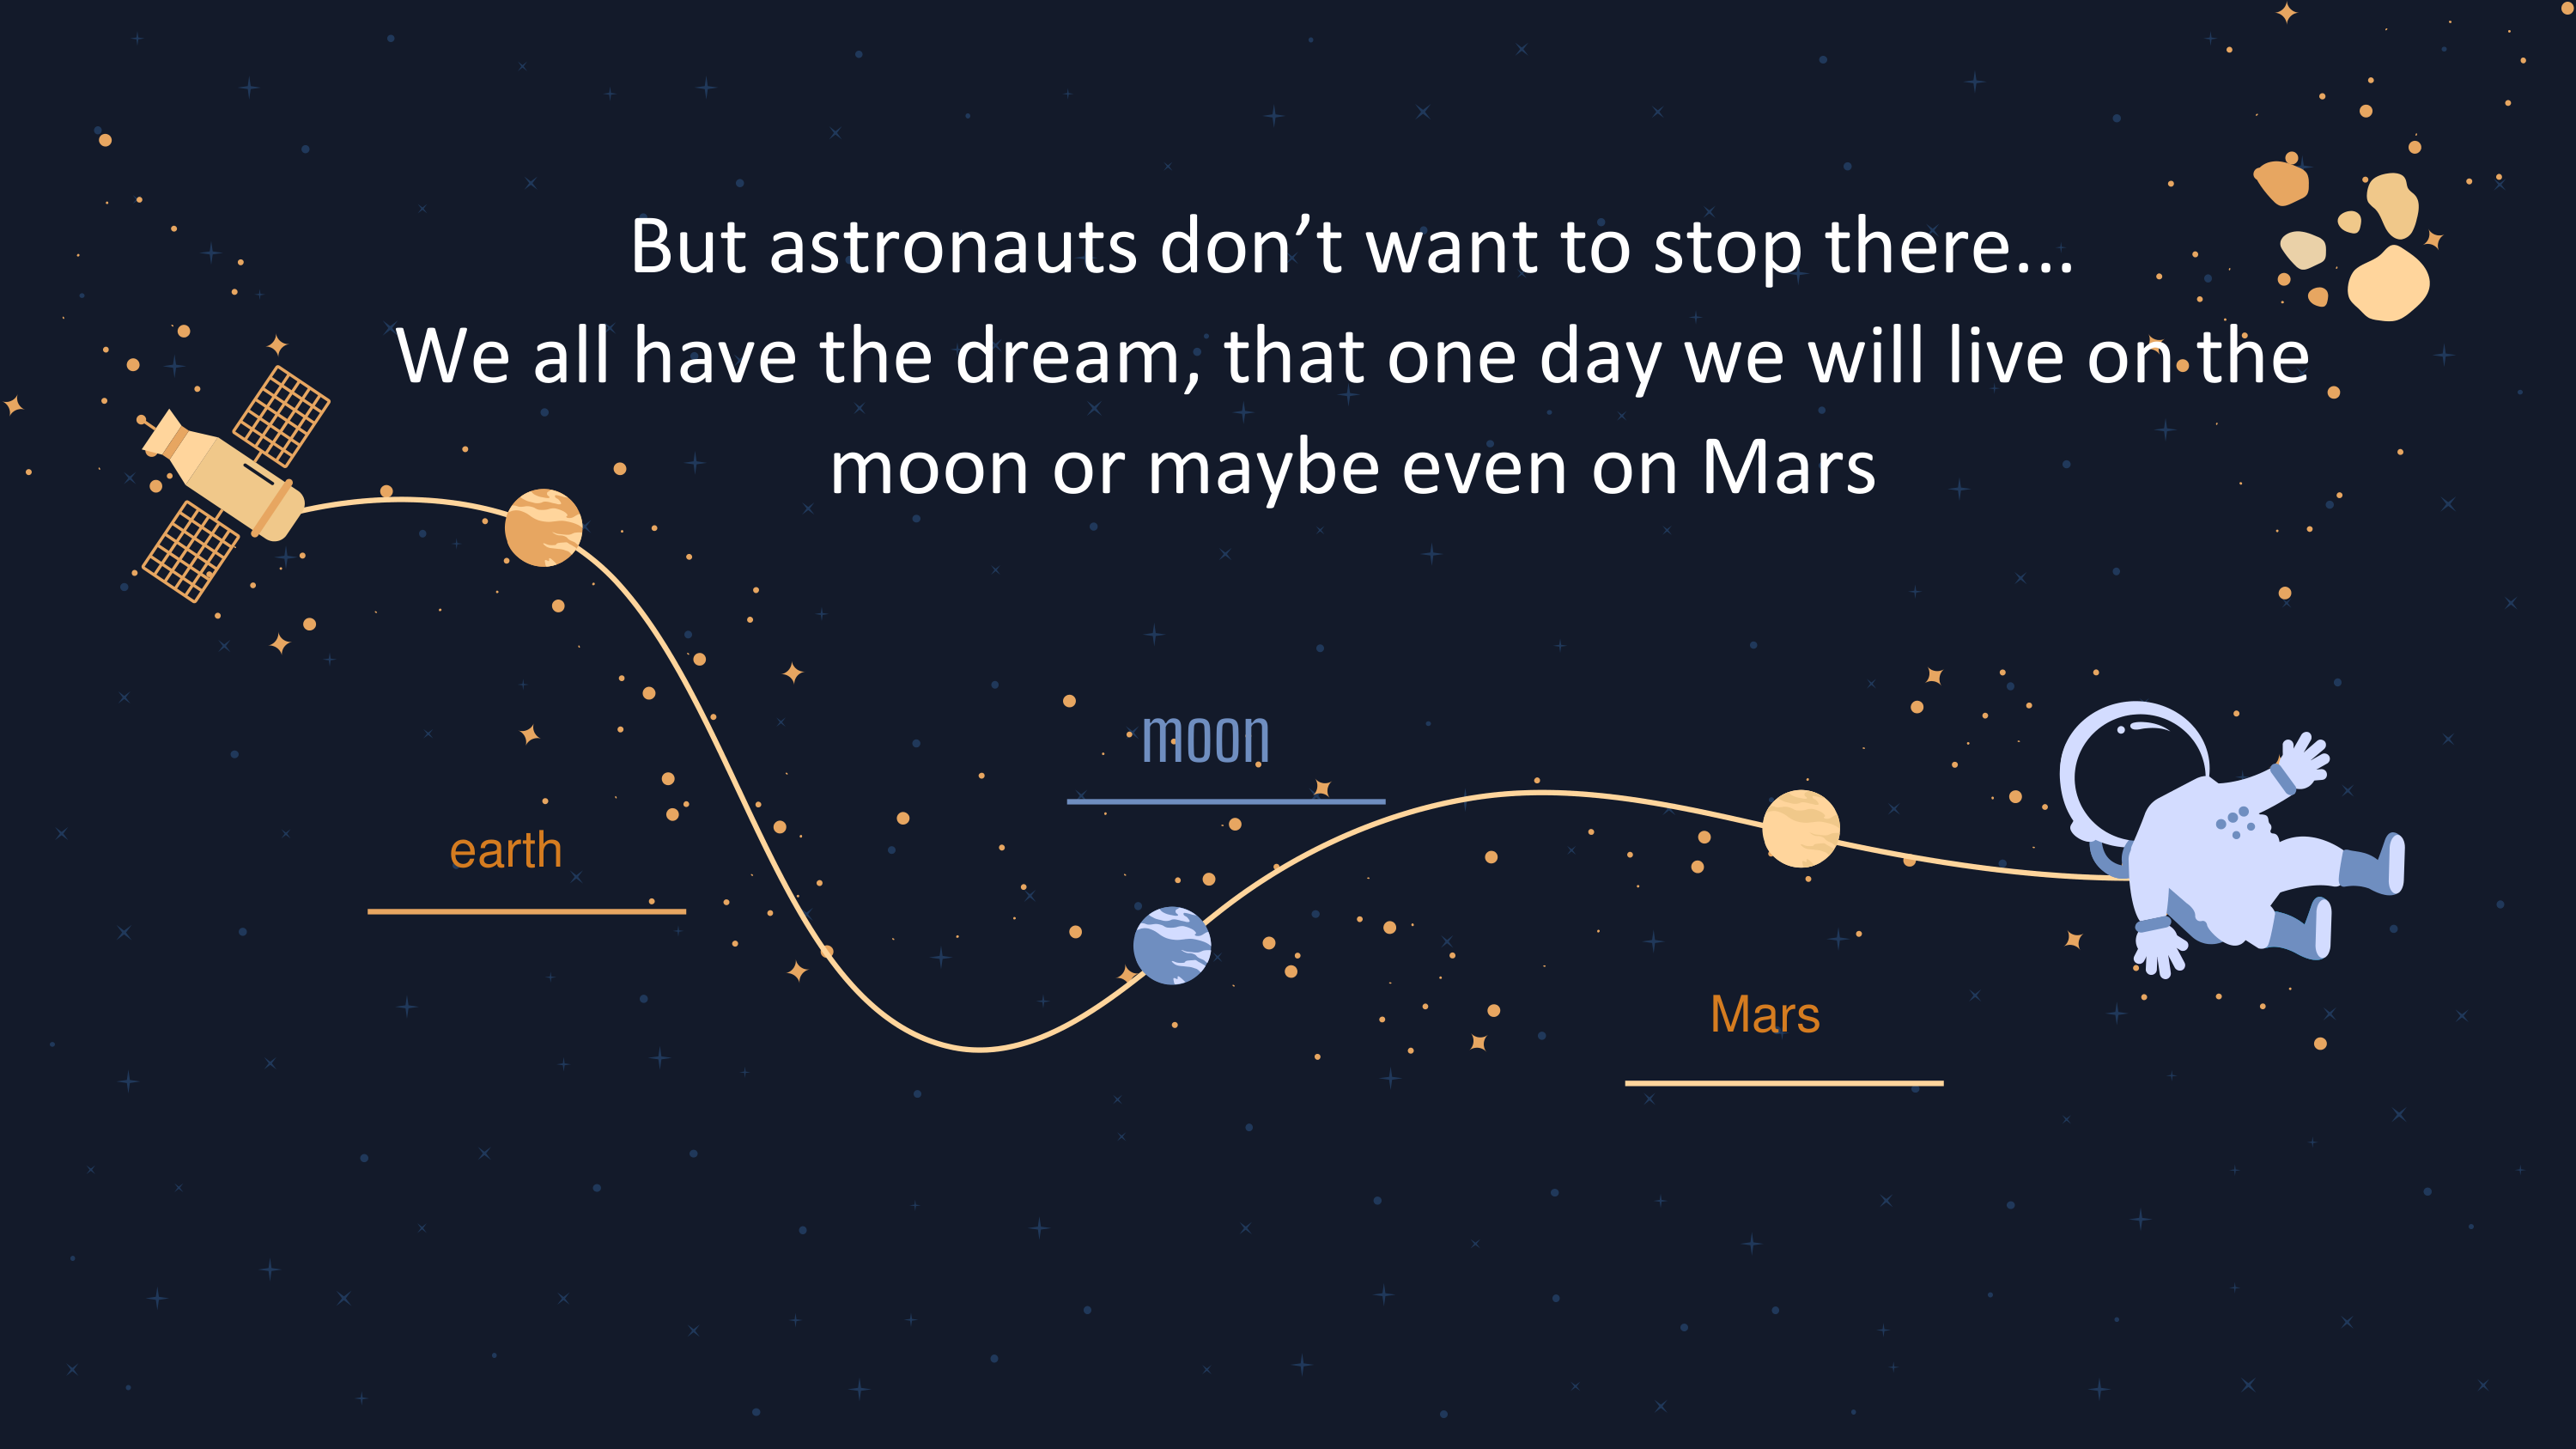 But astronauts don’t want to stop there...
We all have the dream, that one day we will live on the
moon or maybe even on Mars
moon
earth
Mars